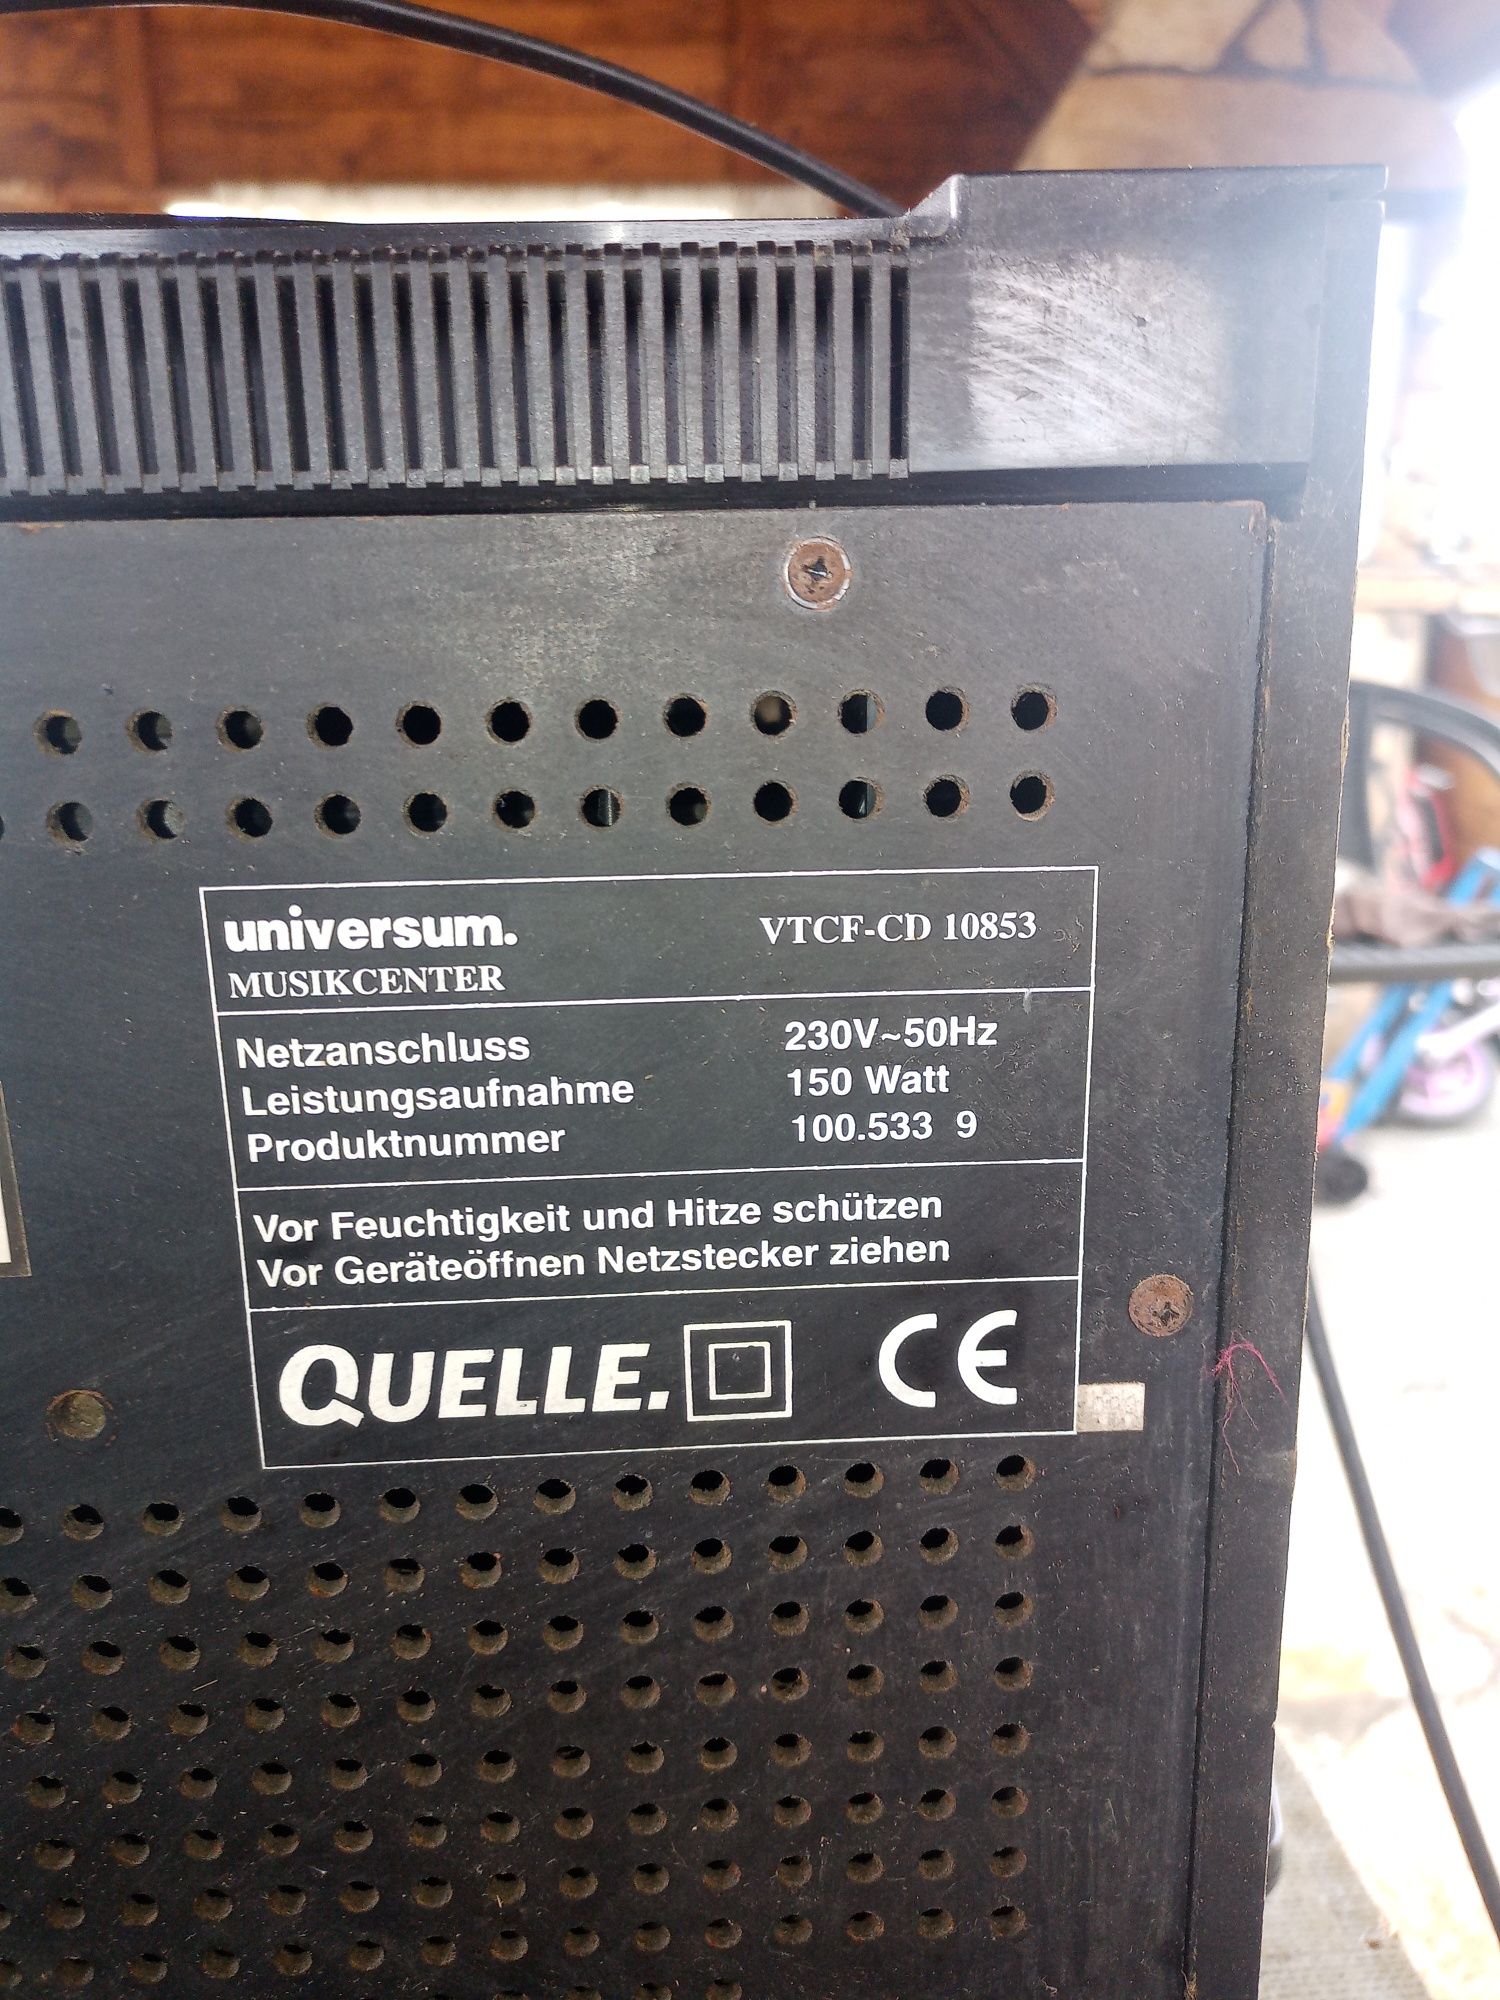 universum.
VTCF-CD 10853
MUSIKCENTER
Netzanschluss 230V~50Hz
Leistungsaufnahme 150 Watt
Produktnummer 100.533 9
Vor Feuchtigkeit und Hitze schützen
Vor Geräteöffnen Netzstecker ziehen
QUELLE. CE